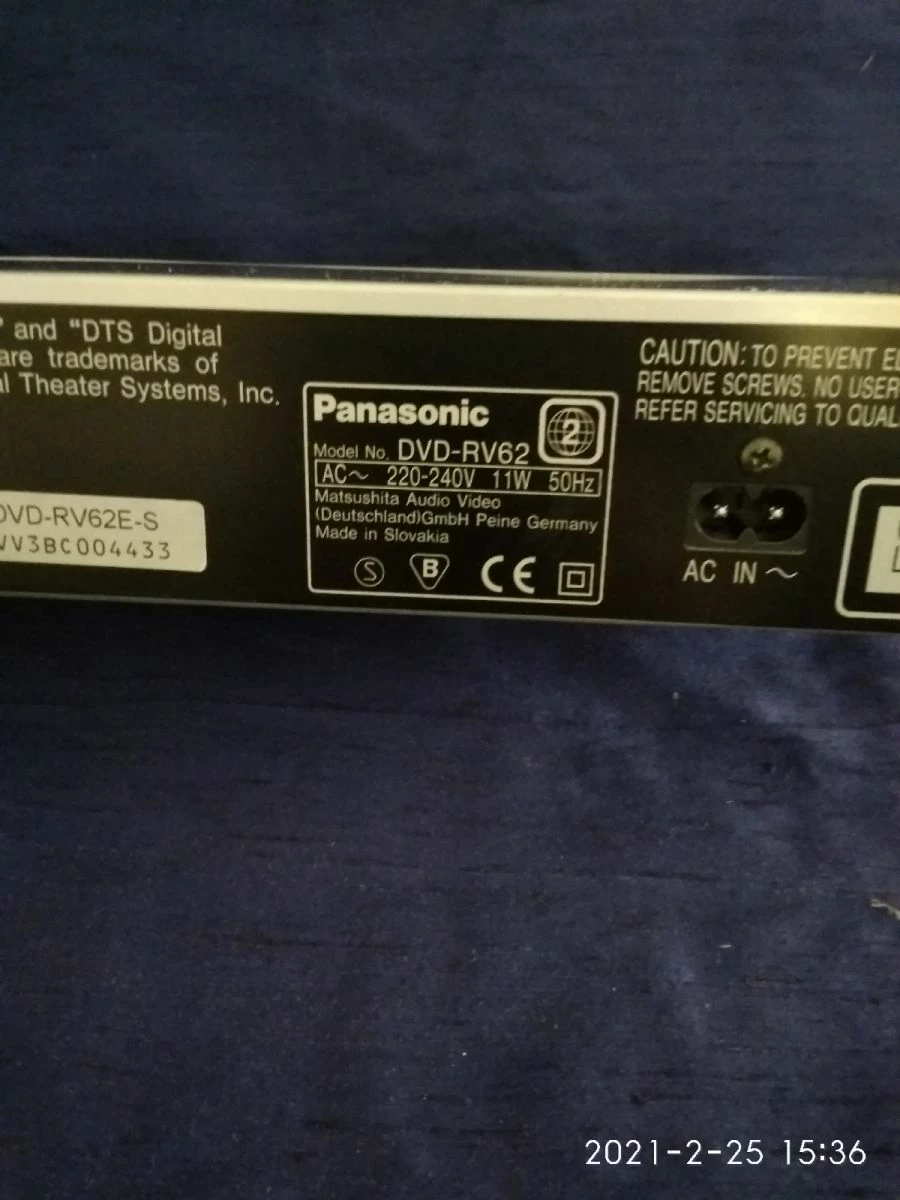 " and "DTS Digital
are trademarks of
al Theater Systems, Inc.
DVD-RV62E-S
VV3BC004433
Panasonic
2
Model No. DVD-RV62
AC～ 220-240V 11W 50Hz
Matsushita Audio Video
(Deutschland)GmbH Peine Germany
Made in Slovakia
S B CE
CAUTION: TO PREVENT EL
REMOVE SCREWS. NO USER
REFER SERVICING TO QUAL
AC IN ～
2021-2-25 15:36